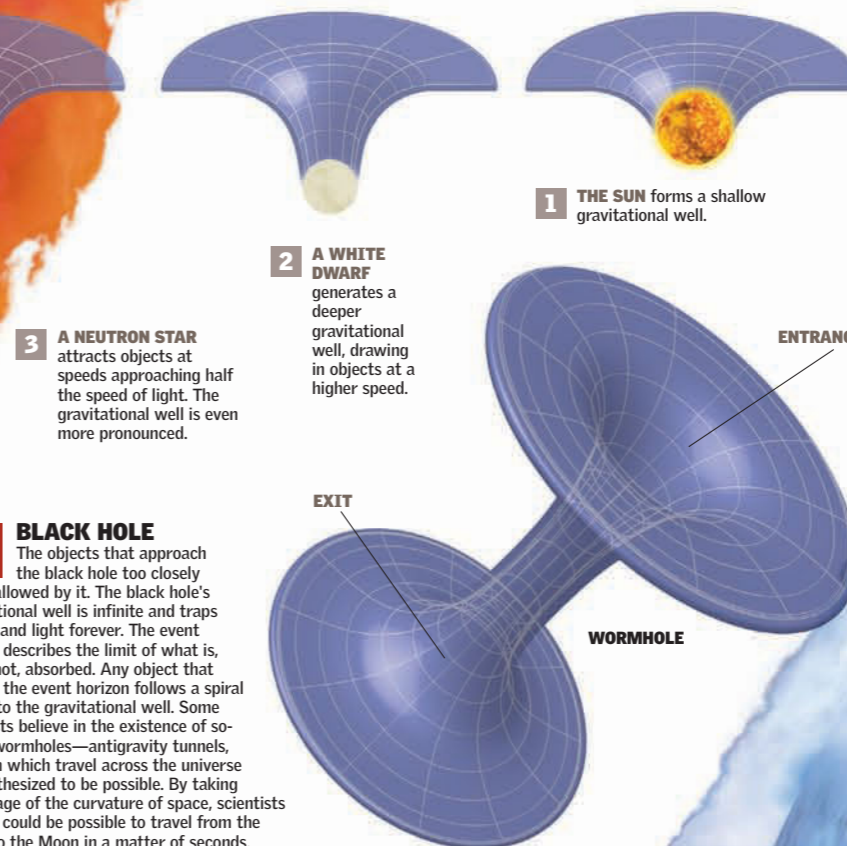 1
THE SUN forms a shallow
gravitational well.
2
A WHITE
DWARF
generates a
deeper
gravitational
well, drawing
in objects at a
higher speed.
3
A NEUTRON STAR
attracts objects at
speeds approaching half
the speed of light. The
gravitational well is even
more pronounced.
ENTRANC
EXIT
WORMHOLE
BLACK HOLE
The objects that approach
the black hole too closely
allowed by it. The black hole's
tional well is infinite and traps
and light forever. The event
describes the limit of what is,
not, absorbed. Any object that
the event horizon follows a spiral
to the gravitational well. Some
ts believe in the existence of so-
wormholes—antigravity tunnels,
which travel across the universe
thesized to be possible. By taking
age of the curvature of space, scientists
could be possible to travel from the
o the Moon in a matter of seconds.